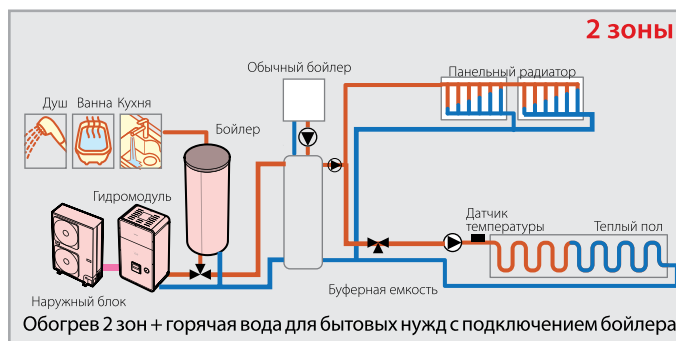 2 зоны
Обычный бойлер
Панельный радиатор
Душ
Ванна
Кухня
Бойлер
Гидромодуль
Датчик
температуры
Теплый пол
Буферная емкость
Наружный блок
Обогрев 2 зон + горячая вода для бытовых нужд с подключением бойлера